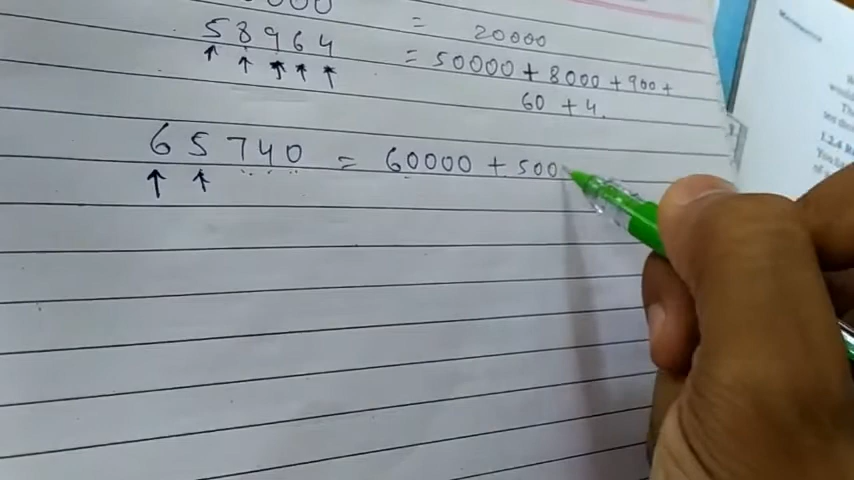 = 20000
58964 = 50000 + 8000 + 900 +
60 + 4.
65740 = 60000 + 500